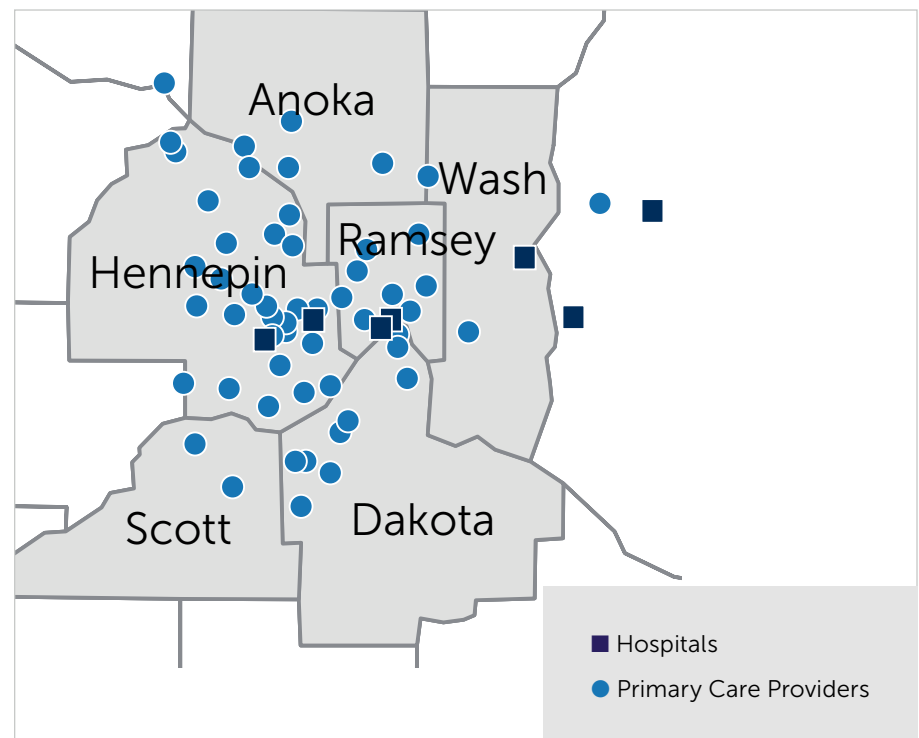 Anoka
Wash
Ramsey
Hennepin
Scott
Dakota
Hospitals
Primary Care Providers